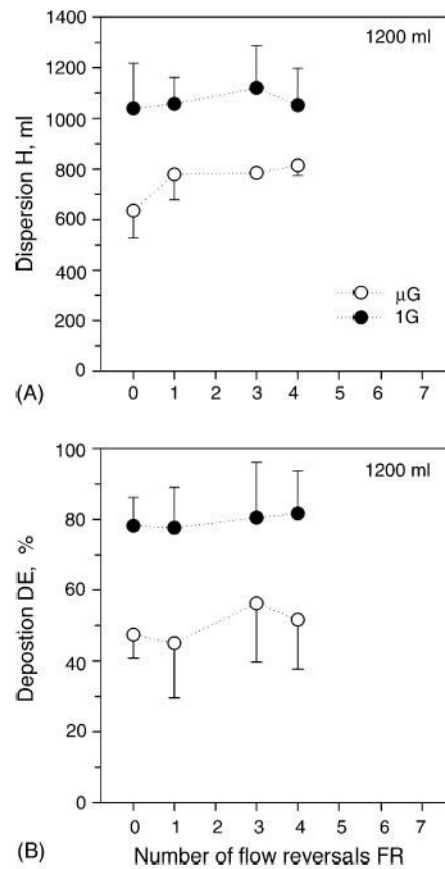 1400
1200 ml
1200
1000
800
600
400
200
0
Dispersion H, ml
μG
1G
0 1 2 3 4 5 6 7
(A)
100
1200 ml
80
60
40
20
0
Depostion DE, %
0 1 2 3 4 5 6 7
(B)
Number of flow reversals FR